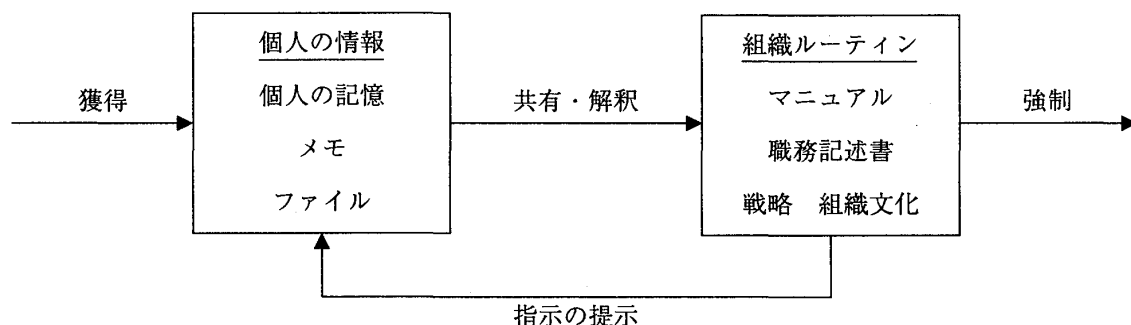 獲得
個人の情報
個人の記憶
メモ
ファイル
共有・解釈
組織ルーティン
マニュアル
職務記述書
戦略　組織文化
強制
指示の提示